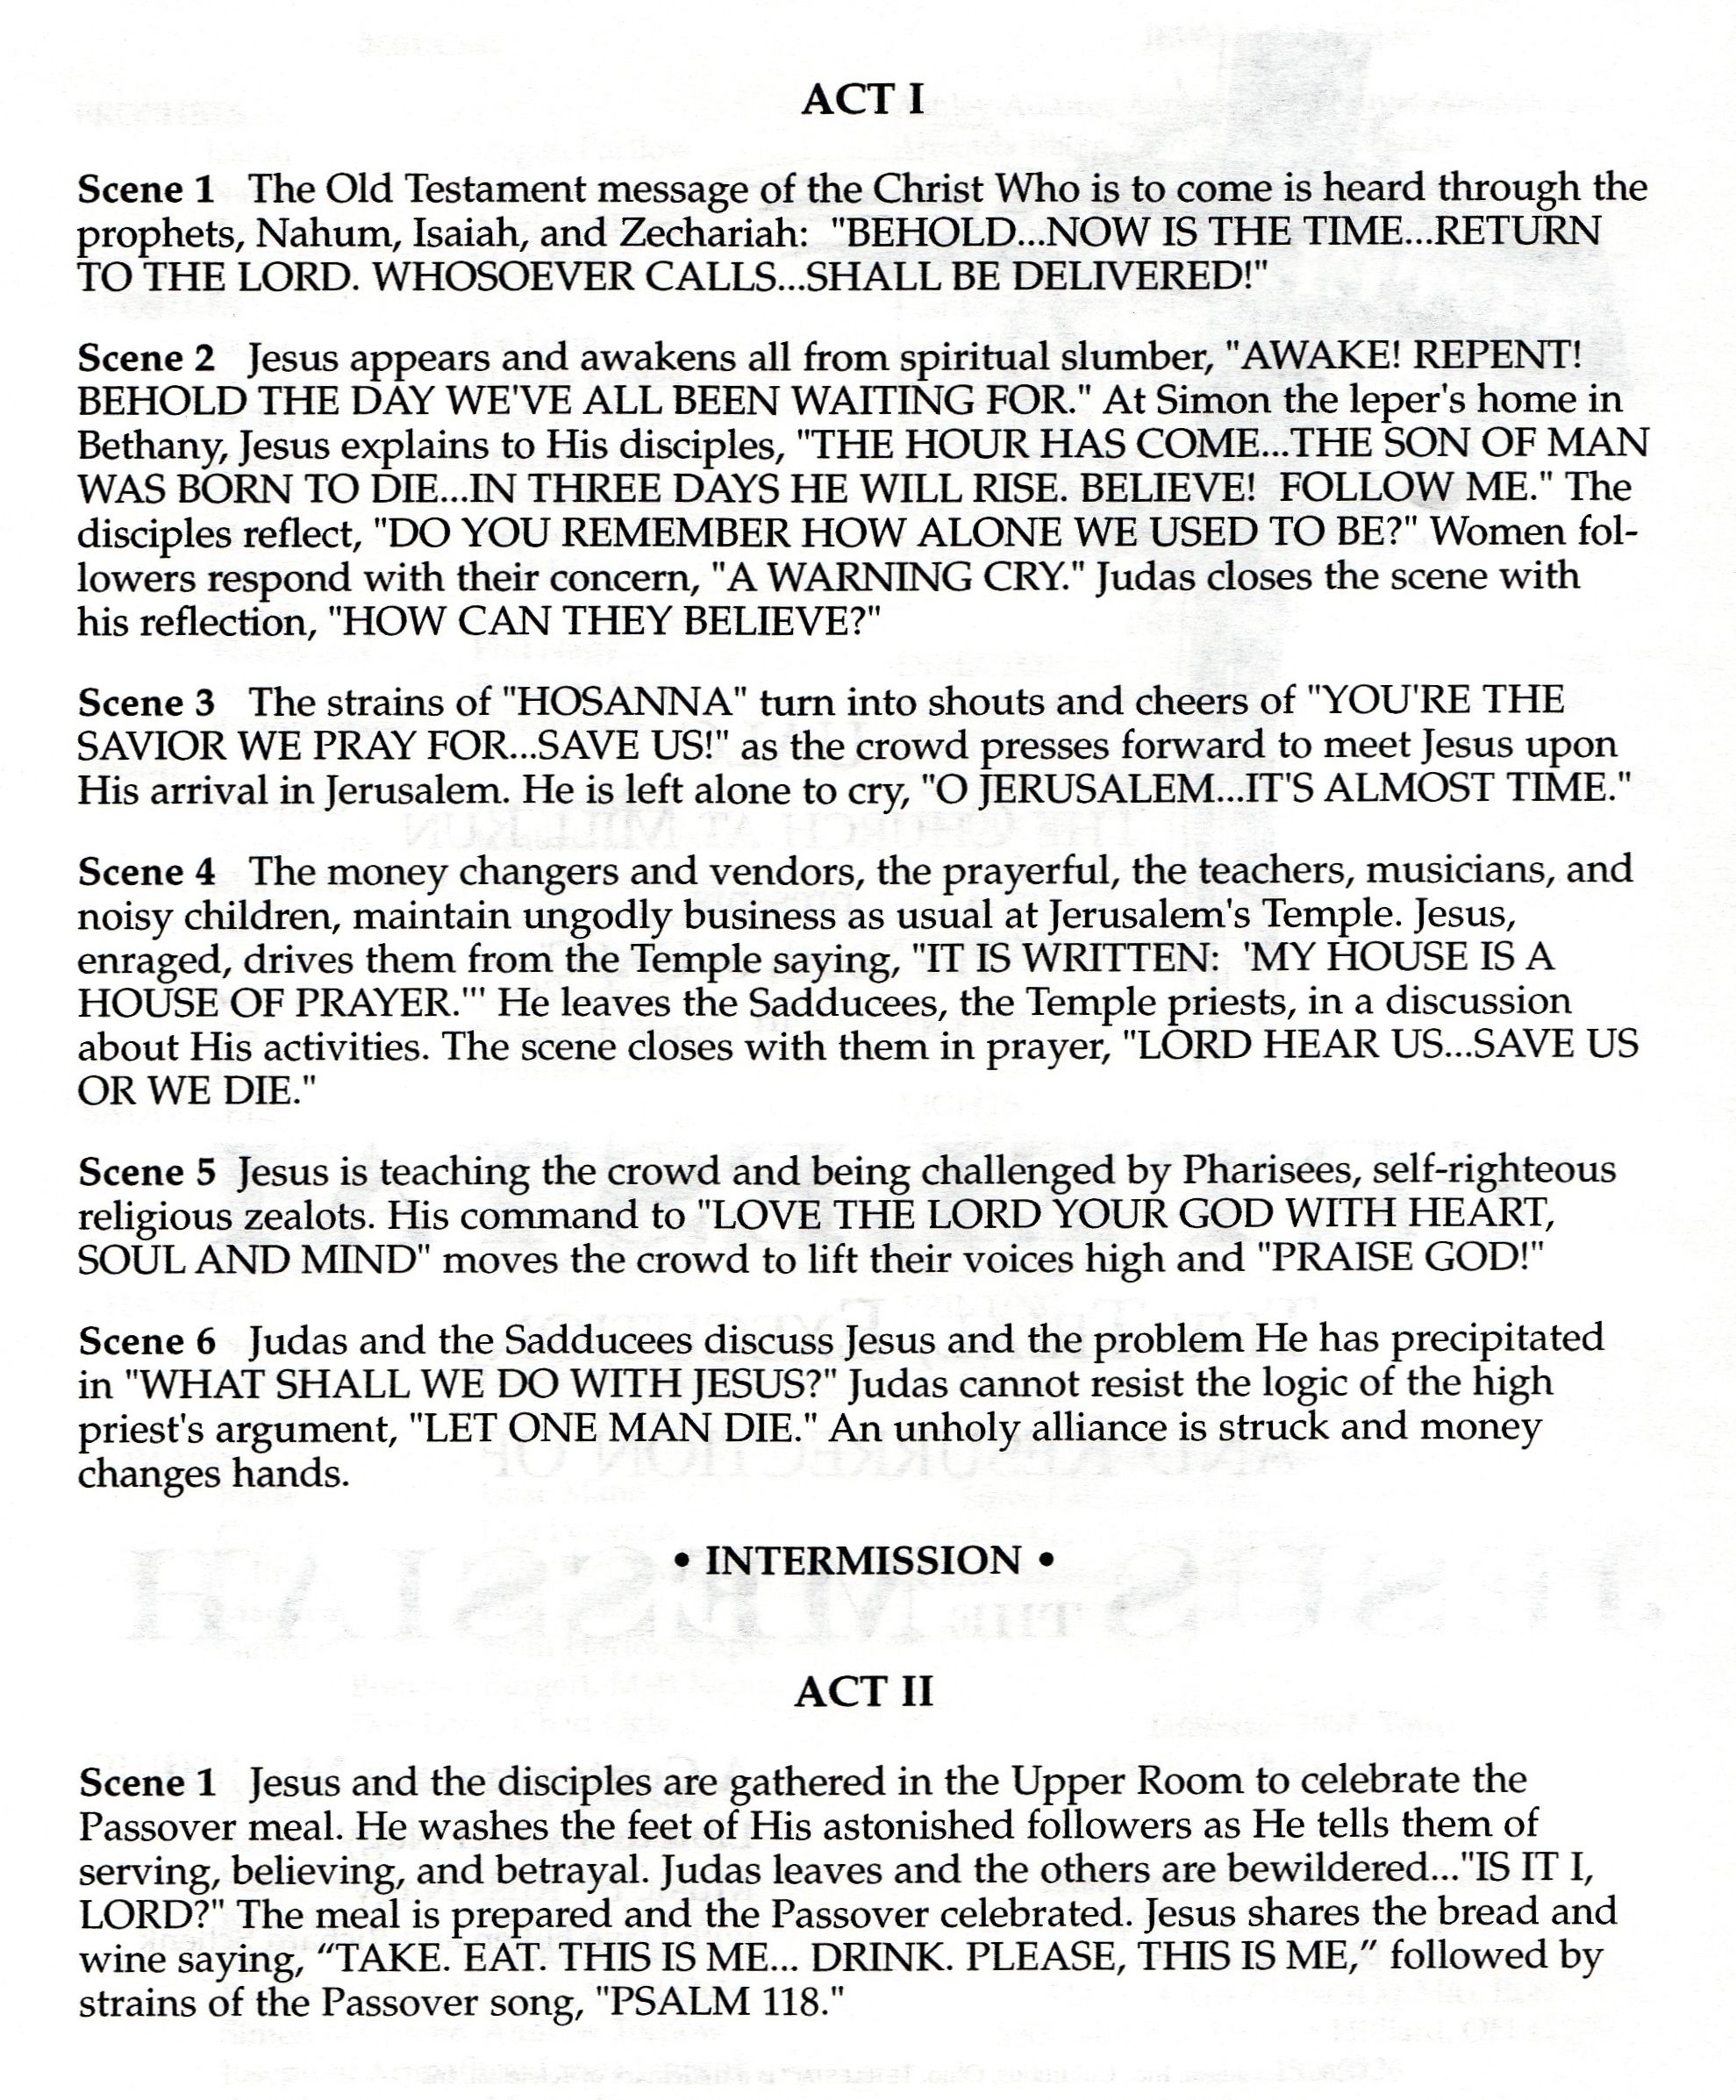 ACT I
Scene 1 The Old Testament message of the Christ Who is to come is heard through the
prophets, Nahum, Isaiah, and Zechariah: "BEHOLD...NOW IS THE TIME...RETURN
TO THE LORD. WHOSOEVER CALLS...SHALL BE DELIVERED!"
Scene 2 Jesus appears and awakens all from spiritual slumber, "AWAKE! REPENT!
BEHOLD THE DAY WE'VE ALL BEEN WAITING FOR." At Simon the leper's home in
Bethany, Jesus explains to His disciples, "THE HOUR HAS COME...THE SON OF MAN
WAS BORN TO DIE...IN THREE DAYS HE WILL RISE. BELIEVE! FOLLOW ME." The
disciples reflect, "DO YOU REMEMBER HOW ALONE WE USED TO BE?" Women fol-
lowers respond with their concern, "A WARNING CRY." Judas closes the scene with
his reflection, "HOW CAN THEY BELIEVE?"
Scene 3 The strains of "HOSANNA" turn into shouts and cheers of "YOU'RE THE
SAVIOR WE PRAY FOR...SAVE US!" as the crowd presses forward to meet Jesus upon
His arrival in Jerusalem. He is left alone to cry, "O JERUSALEM...IT'S ALMOST TIME."
Scene 4 The money changers and vendors, the prayerful, the teachers, musicians, and
noisy children, maintain ungodly business as usual at Jerusalem's Temple. Jesus,
enraged, drives them from the Temple saying, "IT IS WRITTEN: 'MY HOUSE IS A
HOUSE OF PRAYER.'" He leaves the Sadducees, the Temple priests, in a discussion
about His activities. The scene closes with them in prayer, "LORD HEAR US...SAVE US
OR WE DIE."
Scene 5 Jesus is teaching the crowd and being challenged by Pharisees, self-righteous
religious zealots. His command to "LOVE THE LORD YOUR GOD WITH HEART,
SOUL AND MIND" moves the crowd to lift their voices high and "PRAISE GOD!"
Scene 6 Judas and the Sadducees discuss Jesus and the problem He has precipitated
in "WHAT SHALL WE DO WITH JESUS?" Judas cannot resist the logic of the high
priest's argument, "LET ONE MAN DIE." An unholy alliance is struck and money
changes hands.
• INTERMISSION •
ACT II
Scene 1 Jesus and the disciples are gathered in the Upper Room to celebrate the
Passover meal. He washes the feet of His astonished followers as He tells them of
serving, believing, and betrayal. Judas leaves and the others are bewildered..."IS IT I,
LORD?" The meal is prepared and the Passover celebrated. Jesus shares the bread and
wine saying, “TAKE. EAT. THIS IS ME... DRINK. PLEASE, THIS IS ME,” followed by
strains of the Passover song, "PSALM 118."